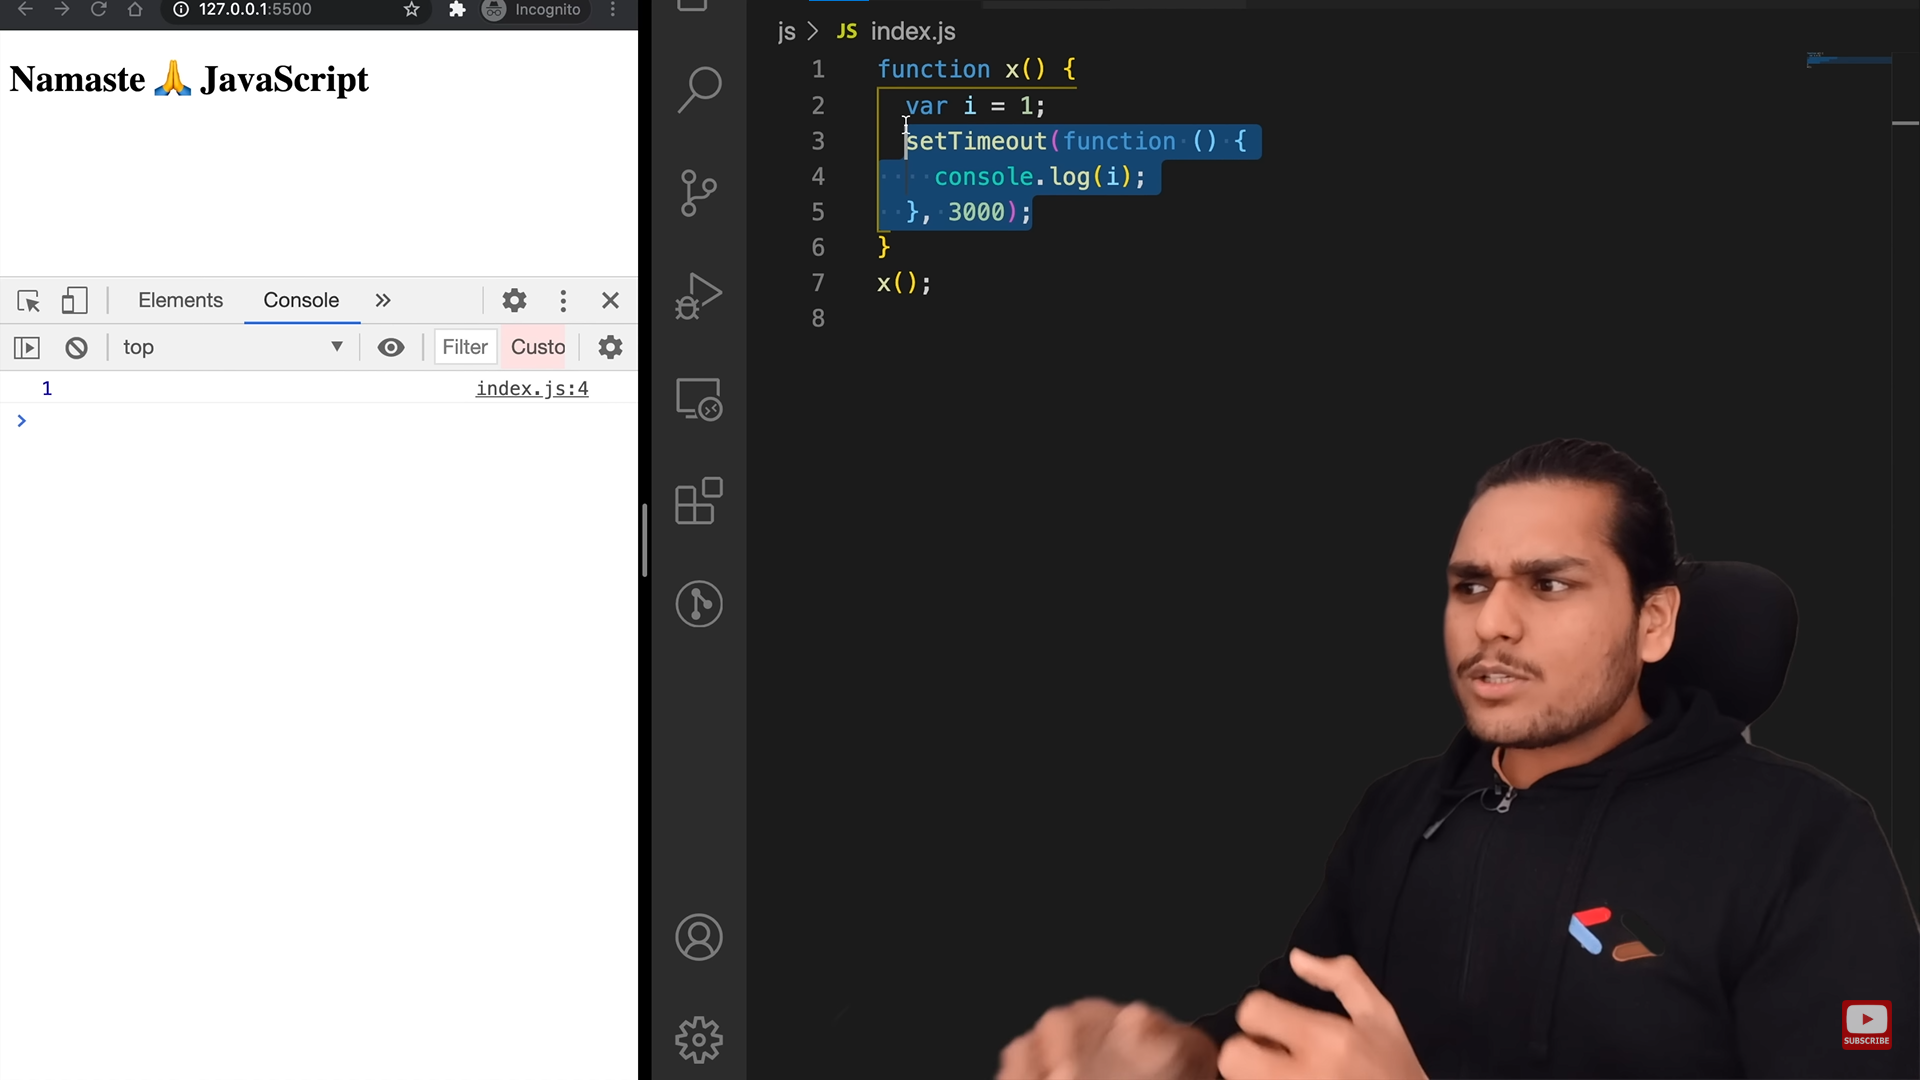 127.0.0.1:5500
Incognito
Namaste 🙏 JavaScript
Elements
Console
top
Filter
Custo
1
index.js:4
js
JS index.js
1 function x() {
2 var i = 1;
3 setTimeout(function () {
4 console.log(i);
5 }, 3000);
6 }
7 x();
8
SUBSCRIBE